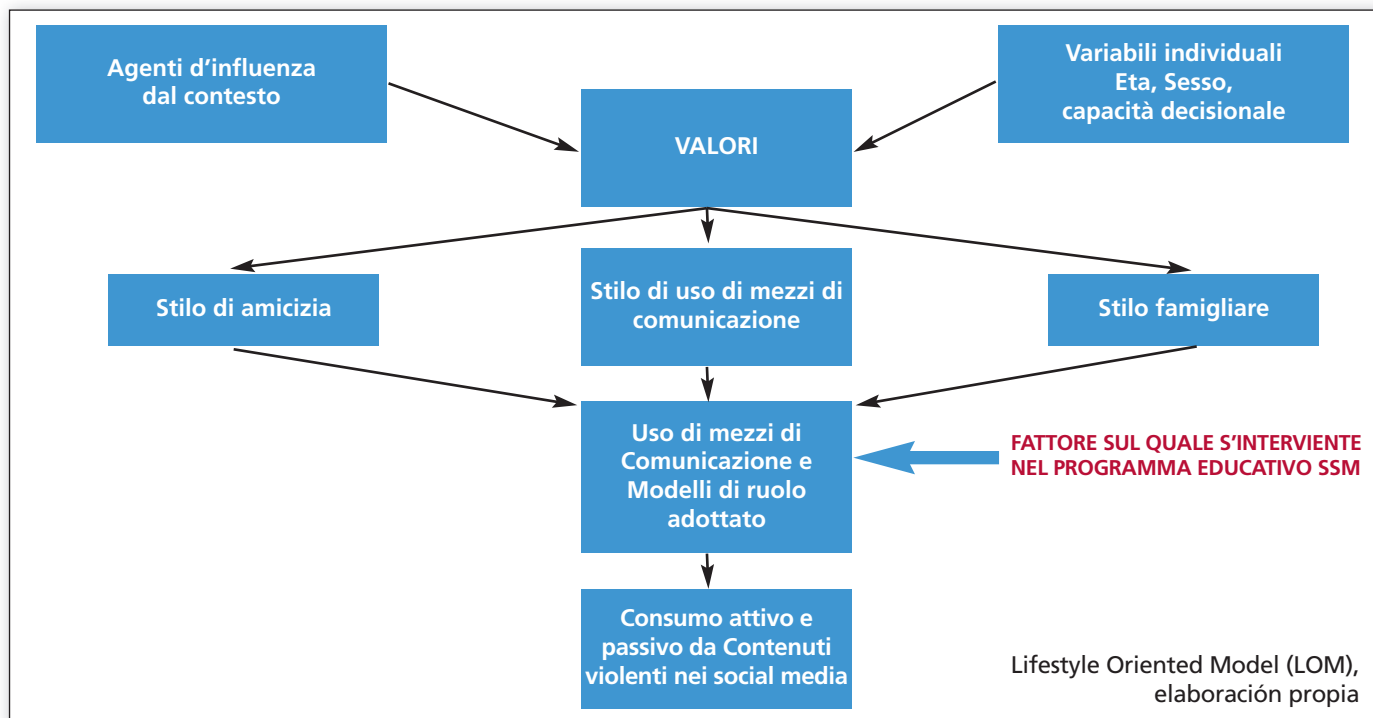 Agenti d'influenza
dal contesto
Variabili individuali
Eta, Sesso,
capacità decisionale
VALORI
Stilo di amicizia
Stilo di uso di mezzi di
comunicazione
Stilo famigliare
Uso di mezzi di
Comunicazione e
Modelli di ruolo
adottato
FATTORE SUL QUALE S'INTERVIENTE
NEL PROGRAMMA EDUCATIVO SSM
Consumo attivo e
passivo da Contenuti
violenti nei social media
Lifestyle Oriented Model (LOM),
elaboración propia